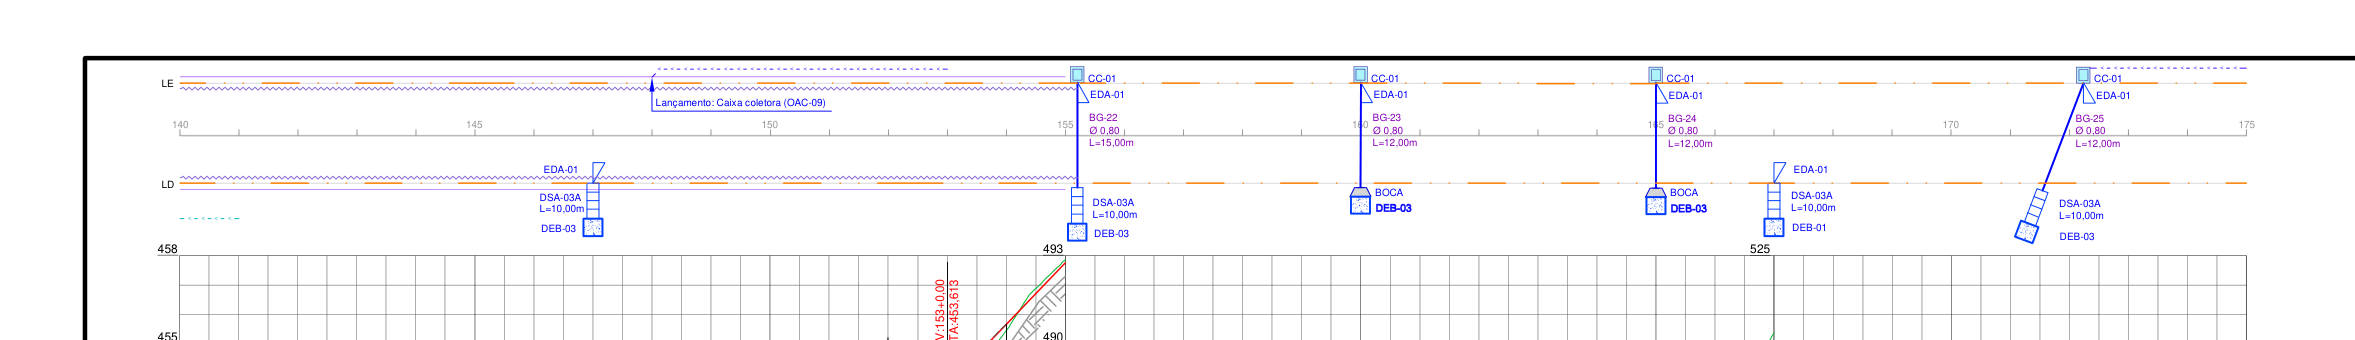 LE
Lançamento: Caixa coletora (OAC-09)
CC-01
EDA-01
CC-01
EDA-01
CC-01
EDA-01
CC-01
EDA-01
140
145
150
155
160
165
170
175
BG-22
Ø 0,80
L=15,00m
BG-23
Ø 0,80
L=12,00m
BG-24
Ø 0,80
L=12,00m
BG-25
Ø 0,80
L=12,00m
LD
EDA-01
DSA-03A
L=10,00m
DEB-03
DSA-03A
L=10,00m
DEB-03
BOCA
DEB-03
BOCA
DEB-03
EDA-01
DSA-03A
L=10,00m
DEB-01
DSA-03A
L=10,00m
DEB-03
458
493
525
V:153+0,00
TA:453,613
455
490